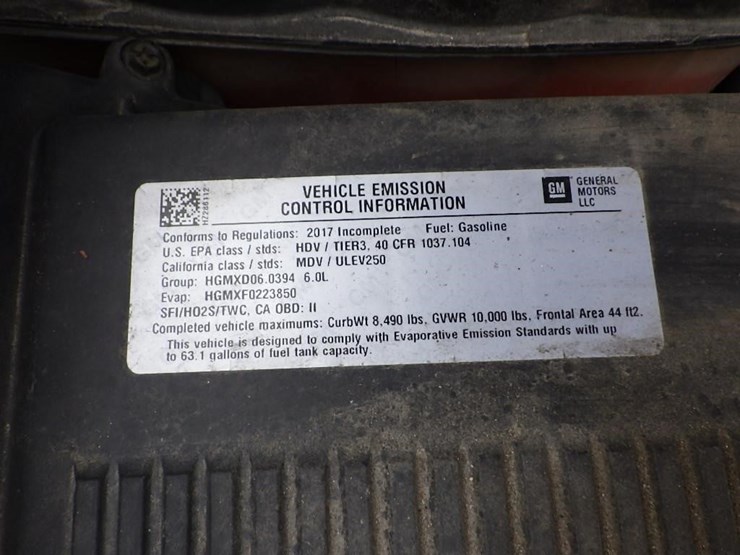 VEHICLE EMISSION
CONTROL INFORMATION
GM GENERAL MOTORS LLC
Conforms to Regulations: 2017 Incomplete Fuel: Gasoline
U.S. EPA class / stds: HDV / TIER3. 40 CFR 1037.104
California class / stds: MDV / ULEV250
Group: HGMXD06.0394 6.0L
Evap: HGMXF0223850
SFI/HO2S/TWC, CA OBD: II
Completed vehicle maximums: CurbWt 8,490 lbs, GVWR 10,000 lbs, Frontal Area 44 ft2.
This vehicle is designed to comply with Evaporative Emission Standards with up
to 63.1 gallons of fuel tank capacity.